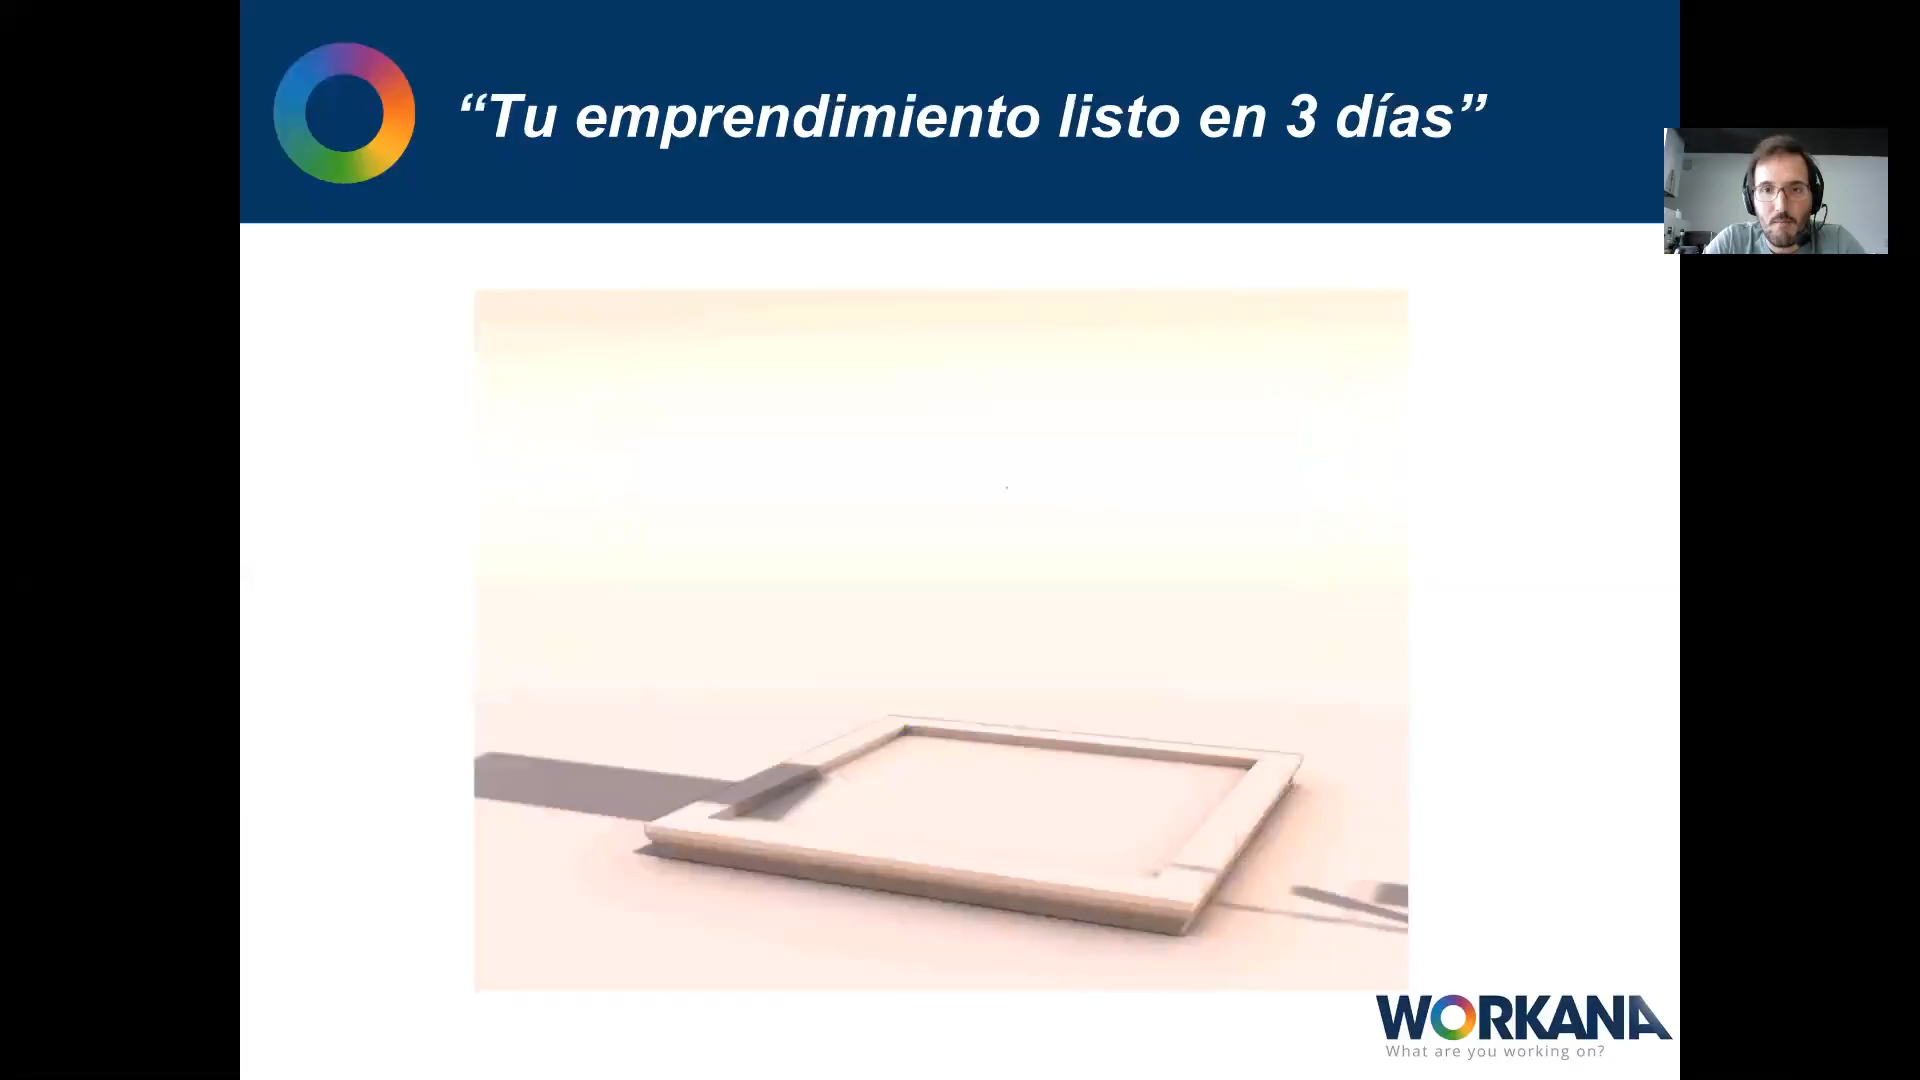 “Tu emprendimiento listo en 3 días”
WORKANA
What are you working on?